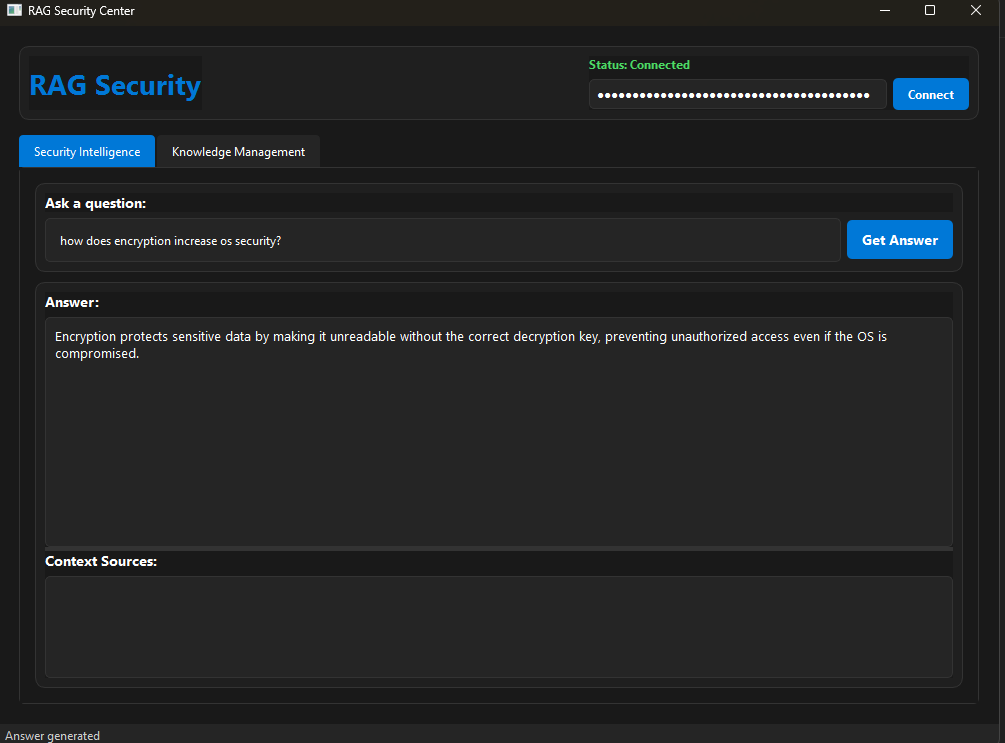 RAG Security Center
RAG Security
Status: Connected
●●●●●●●●●●●●●●●●●●●●●●●●●●●●●●●●●●●●●●●
Connect
Security Intelligence
Knowledge Management
Ask a question:
how does encryption increase os security?
Get Answer
Answer:
Encryption protects sensitive data by making it unreadable without the correct decryption key, preventing unauthorized access even if the OS is
compromised.
Context Sources:
Answer generated